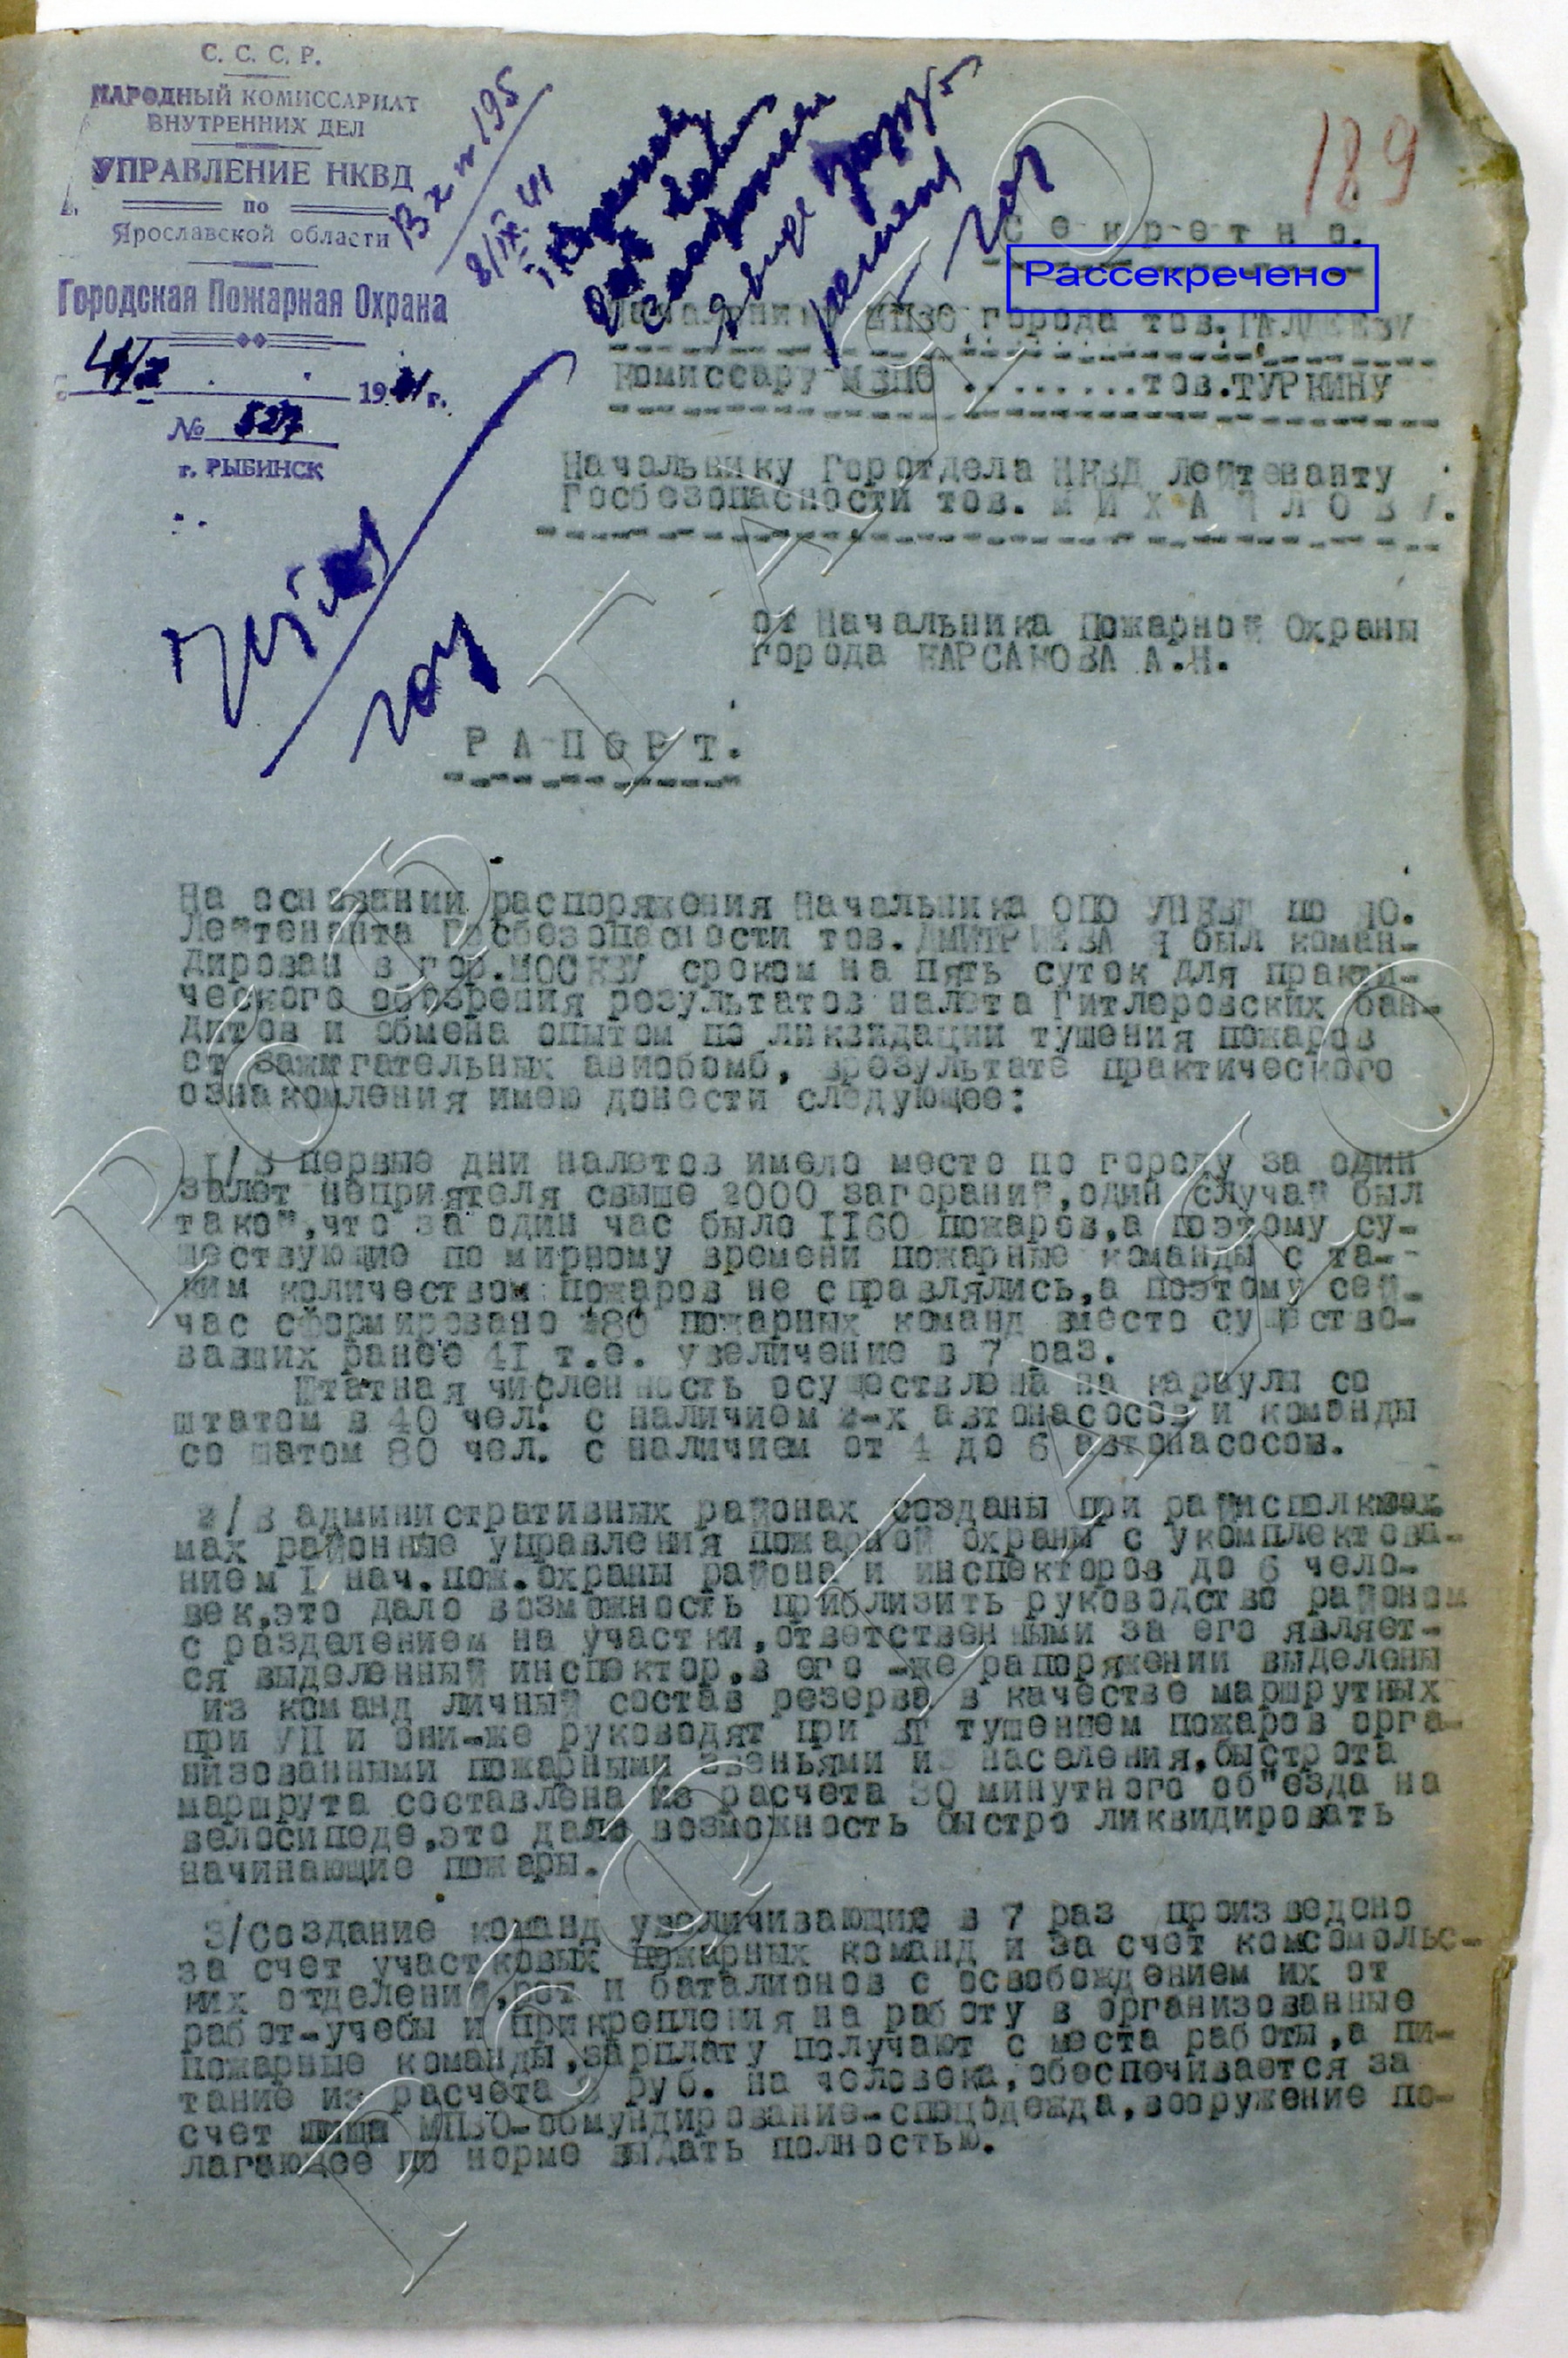 С. С. С. Р.
НАРОДНЫЙ КОМИССАРИАТ
ВНУТРЕННИХ ДЕЛ
УПРАВЛЕНИЕ НКВД
по
Ярославской области
Городская Пожарная Охрана
1941 г.
№ 527
г. РЫБИНСК
Вх № 195
8/IX 41
189
С е к р е т н о.
Рассекречено
МПВО города тов.
Комиссару МПВО ........тов.ТУРКИНУ
Начальнику Горотдела НКВД Лейтенанту
Госбезопасности тов. М И Х А Й Л О В У.
от Начальника Пожарной Охраны
города КАРСАКОВА А.Н.
Р А П О Р Т.
На основании распоряжения Начальника ОПО УНКВД по ЯО.
Лейтенанта Госбезопасности тов. ДМИТРИЕВА я был коман-
дирован в гор.МОСКВУ сроком на пять суток для практи-
ческого обозрения результатов налета Гитлеровских бан-
дитов и обмена опытом по ликвидации тушения пожаров
от зажигательных авиобомб, врезультате практического
ознакомления имею донести следующее:
I/В первые дни налетов имело место по городу за один
залет неприятеля свыше 2000 загораний,один случай был
такой,что за один час было II60 пожаров,а поэтому су-
ществующие по мирному времени пожарные команды с та-
ким количеством пожаров не справлялись,а поэтому сей-
час сформировано 280 пожарных команд вместо существо-
вавших ранее 4I т.е. увеличение в 7 раз.
Штатная численность осуществлена на караулы со
штатом в 40 чел. с наличием 2-х автонасосов и команды
со шатом 80 чел. с наличием от 4 до 6 автонасосов.
2/В административных районах созданы при райисполко
мах районные управления пожарной охраны с укомплектова-
нием I нач.пож.охраны района и инспекторов до 6 чело-
век,это дало возможность приблизить руководство районом
с разделением на участки,ответственными за его являет-
ся выделенный инспектор,в его -же рапоряжении выделены
из команд личный состав резерва в качестве маршрутных
при УП и они-же руководят при ВТ тушением пожаров орга-
низованными пожарными звеньями из населения,быстрота
маршрута составлена из расчета 30 минутного об"езда на
велосипеде,это дало возможность быстро ликвидировать
начинающие пожары.
3/Создание команд увеличивающие в 7 раз произведено
за счет участковых пожарных команд и за счет комсомольс-
ких отделений,рот и баталионов с освобождением их от
работ-учебы и прикрепления на работу в организованные
пожарные команды,зарплату получают с места работы,а пи-
тание из расчета руб. на человека,обеспечивается за
счет МПВО-обмундирование-спецодежда,вооружение по-
лагающее по норме выдать полностью.